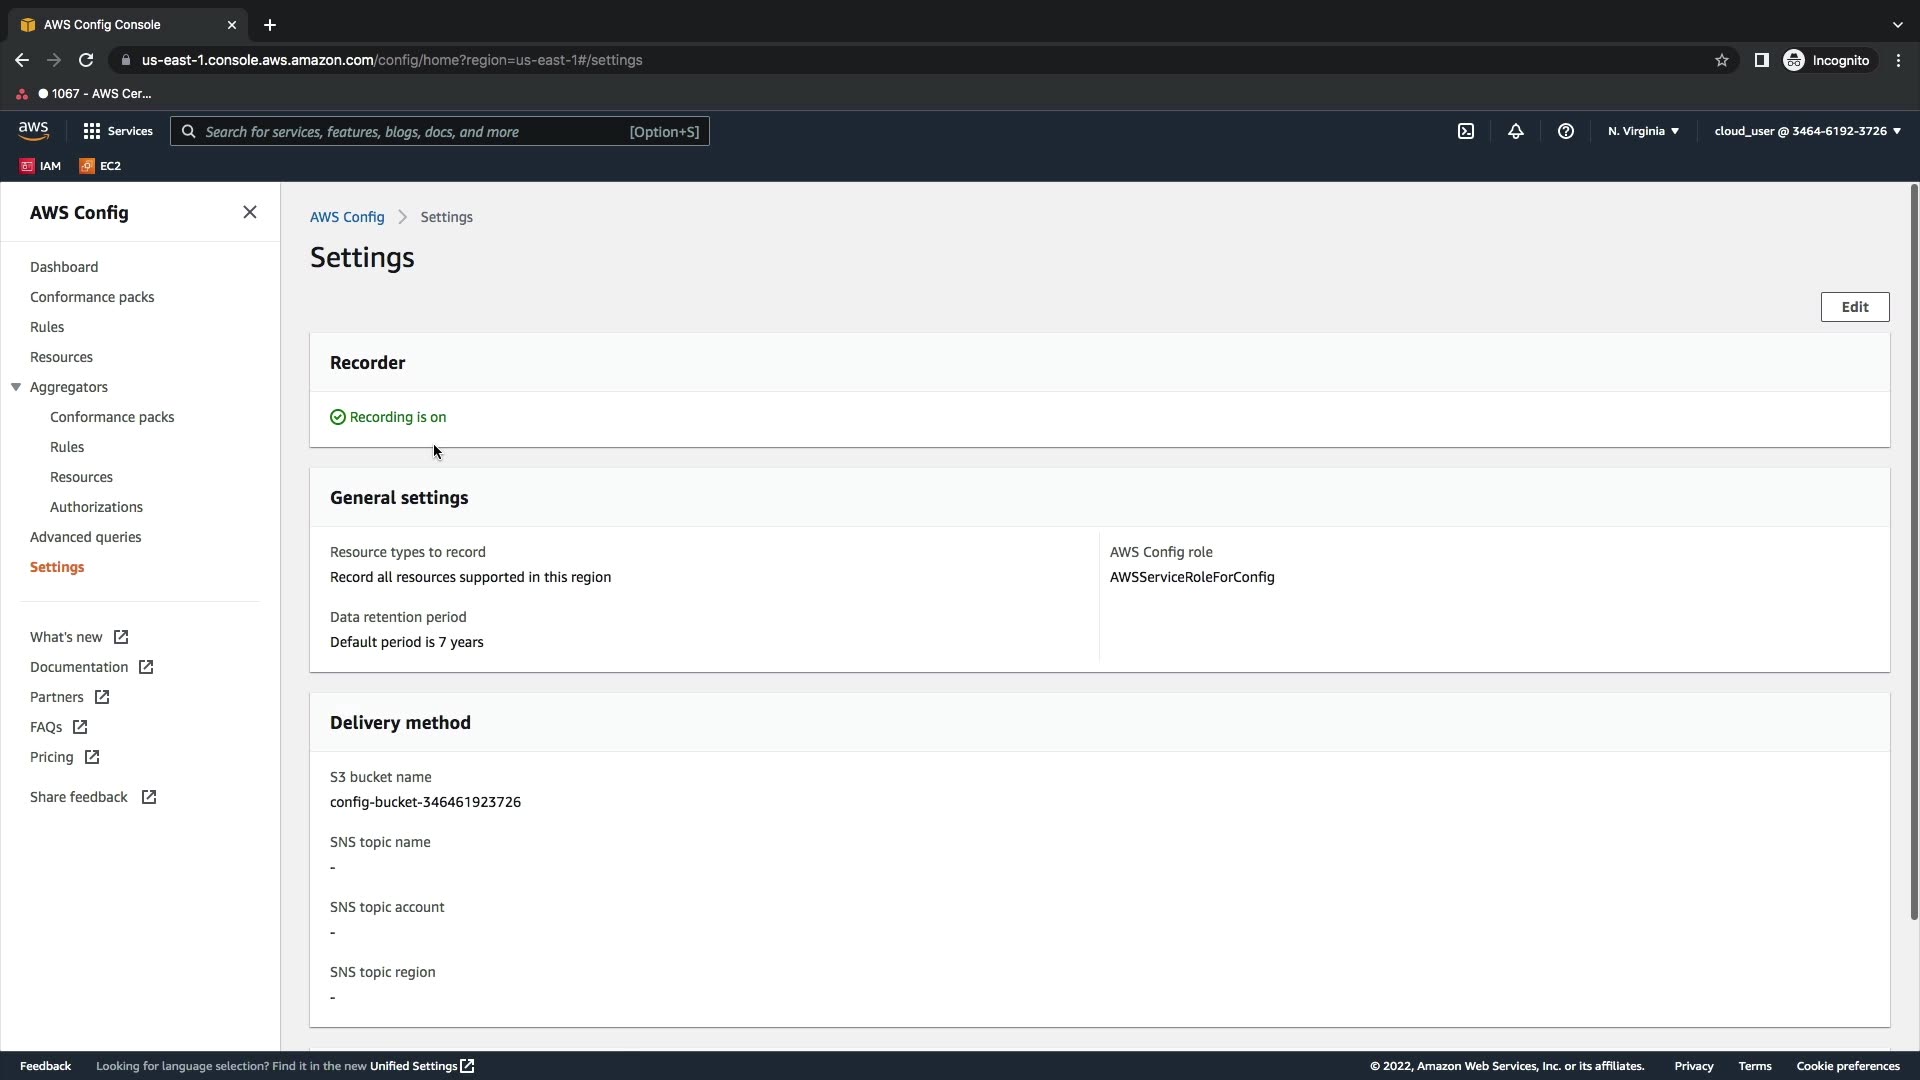 AWS Config Console
us-east-1.console.aws.amazon.com/config/home?region=us-east-1#/settings
Incognito
1067 - AWS Cer...
aws
Services
Search for services, features, blogs, docs, and more
[Option+S]
N. Virginia
cloud_user @ 3464-6192-3726
IAM
EC2
AWS Config
Dashboard
Conformance packs
Rules
Resources
Aggregators
Conformance packs
Rules
Resources
Authorizations
Advanced queries
Settings
What's new
Documentation
Partners
FAQs
Pricing
Share feedback
AWS Config
Settings
Settings
Edit
Recorder
Recording is on
General settings
Resource types to record
Record all resources supported in this region
Data retention period
Default period is 7 years
AWS Config role
AWSServiceRoleForConfig
Delivery method
S3 bucket name
config-bucket-346461923726
SNS topic name
-
SNS topic account
-
SNS topic region
-
Feedback
Looking for language selection? Find it in the new Unified Settings
© 2022, Amazon Web Services, Inc. or its affiliates.
Privacy
Terms
Cookie preferences